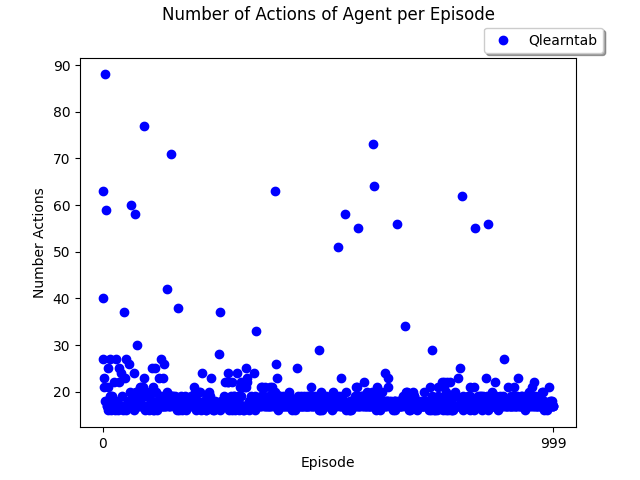 Number of Actions of Agent per Episode
Qlearntab
90
80
70
60
50
40
30
20
Number Actions
0
999
Episode